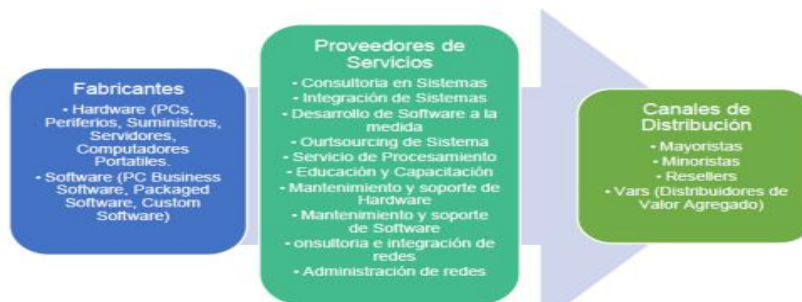 Fabricantes
- Hardware (PCs,
Periferios, Suministros,
Servidores,
Computadores
Portatiles.
- Software (PC Business
Software, Packaged
Software, Custom
Software)
Proveedores de
Servicios
- Consultoria en Sistemas
- Integración de Sistemas
- Desarrollo de Software a la
medida
- Ourtsourcing de Sistema
- Servicio de Procesamiento
- Educación y Capacitación
- Mantenimiento y soporte de
Hardware
- Mantenimiento y soporte
de Software
- onsultoria e integración de
redes
- Administración de redes
Canales de
Distribución
- Mayoristas
- Minoristas
- Resellers
- Vars (Distribuidores de
Valor Agregado)